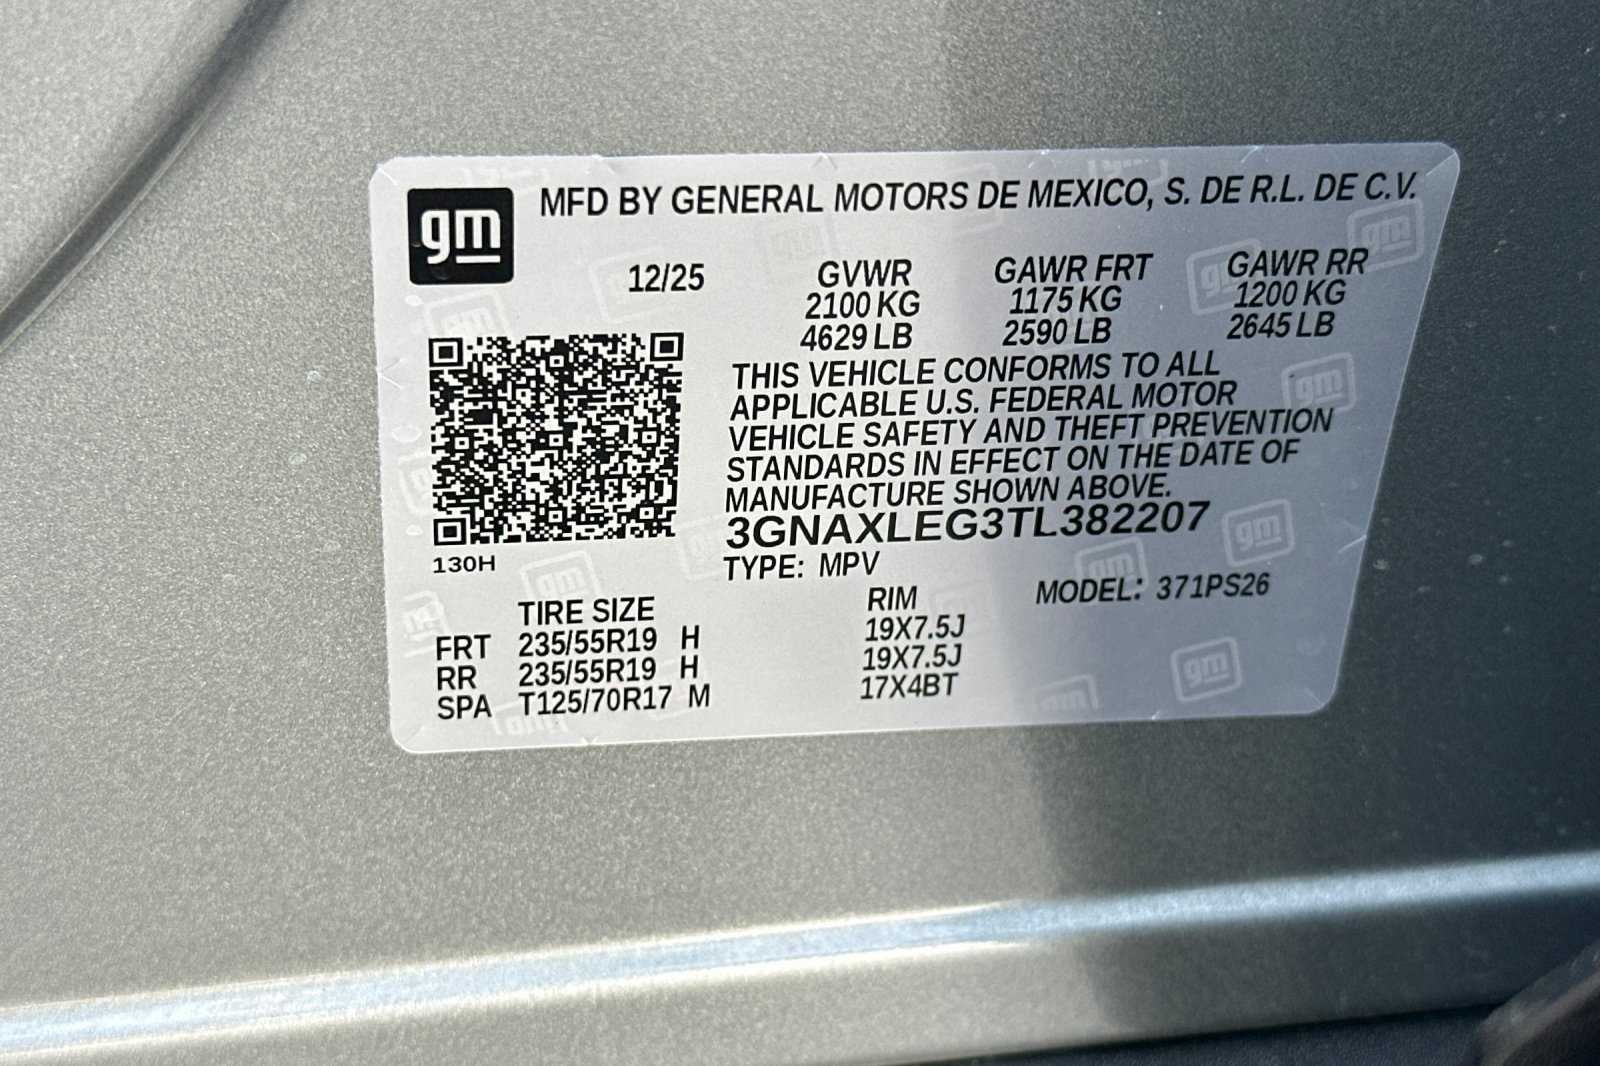 gm MFD BY GENERAL MOTORS DE MEXICO, S. DE R.L. DE C.V.
12/25 GVWR GAWR FRT GAWR RR
2100 KG 1175 KG 1200 KG
4629 LB 2590 LB 2645 LB
THIS VEHICLE CONFORMS TO ALL
APPLICABLE U.S. FEDERAL MOTOR
VEHICLE SAFETY AND THEFT PREVENTION
STANDARDS IN EFFECT ON THE DATE OF
MANUFACTURE SHOWN ABOVE.
3GNAXLEG3TL382207
130H TYPE: MPV
TIRE SIZE RIM MODEL: 371PS26
FRT 235/55R19 H 19X7.5J
RR 235/55R19 H 19X7.5J
SPA T125/70R17 M 17X4BT